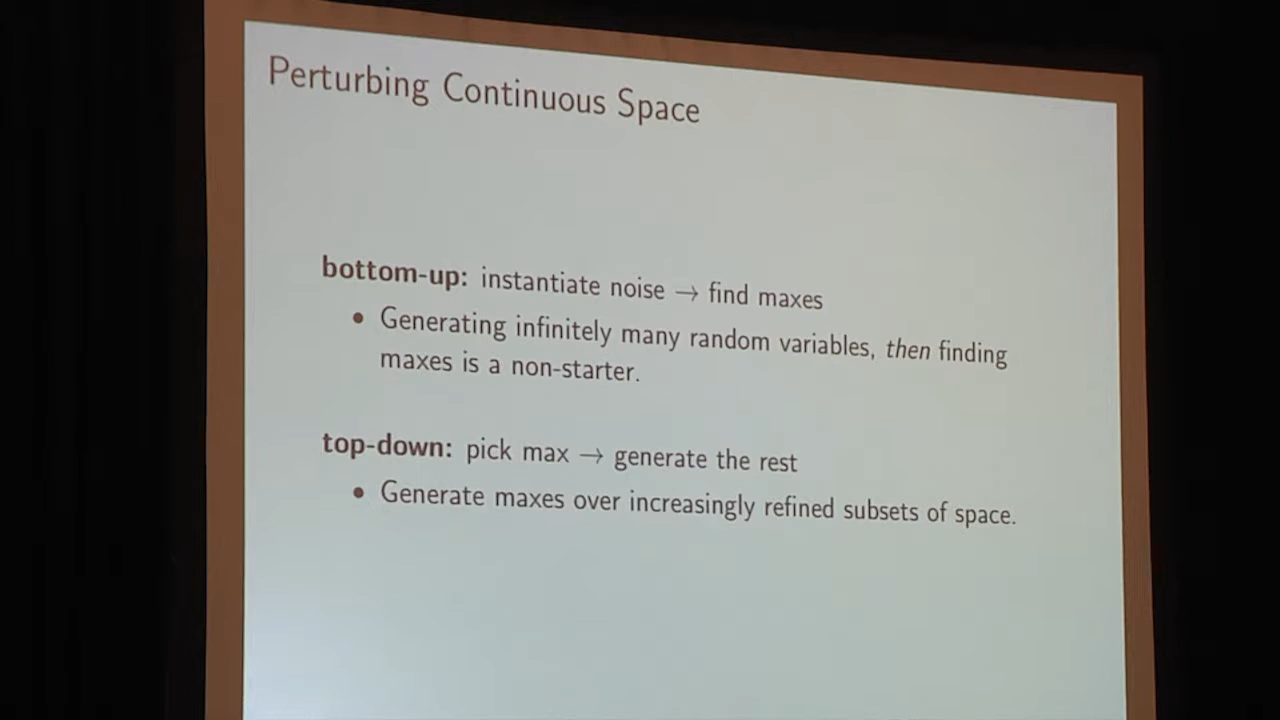 Perturbing Continuous Space
bottom-up: instantiate noise → find maxes
• Generating infinitely many random variables, then finding
maxes is a non-starter.
top-down: pick max → generate the rest
• Generate maxes over increasingly refined subsets of space.